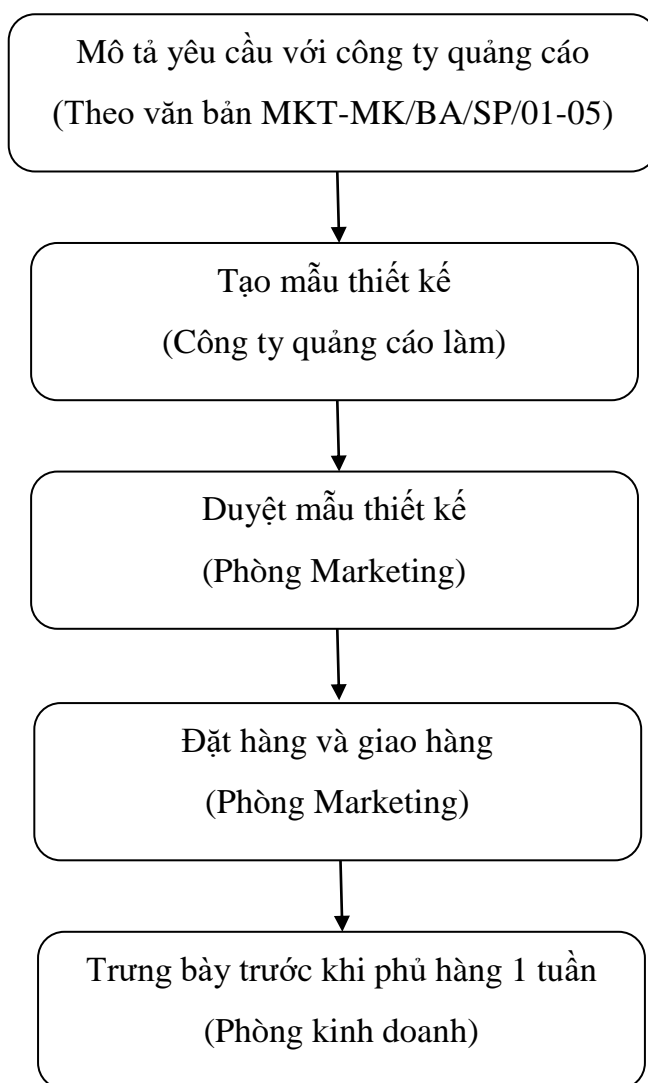 Mô tả yêu cầu với công ty quảng cáo
(Theo văn bản MKT-MK/BA/SP/01-05)
Tạo mẫu thiết kế
(Công ty quảng cáo làm)
Duyệt mẫu thiết kế
(Phòng Marketing)
Đặt hàng và giao hàng
(Phòng Marketing)
Trưng bày trước khi phủ hàng 1 tuần
(Phòng kinh doanh)